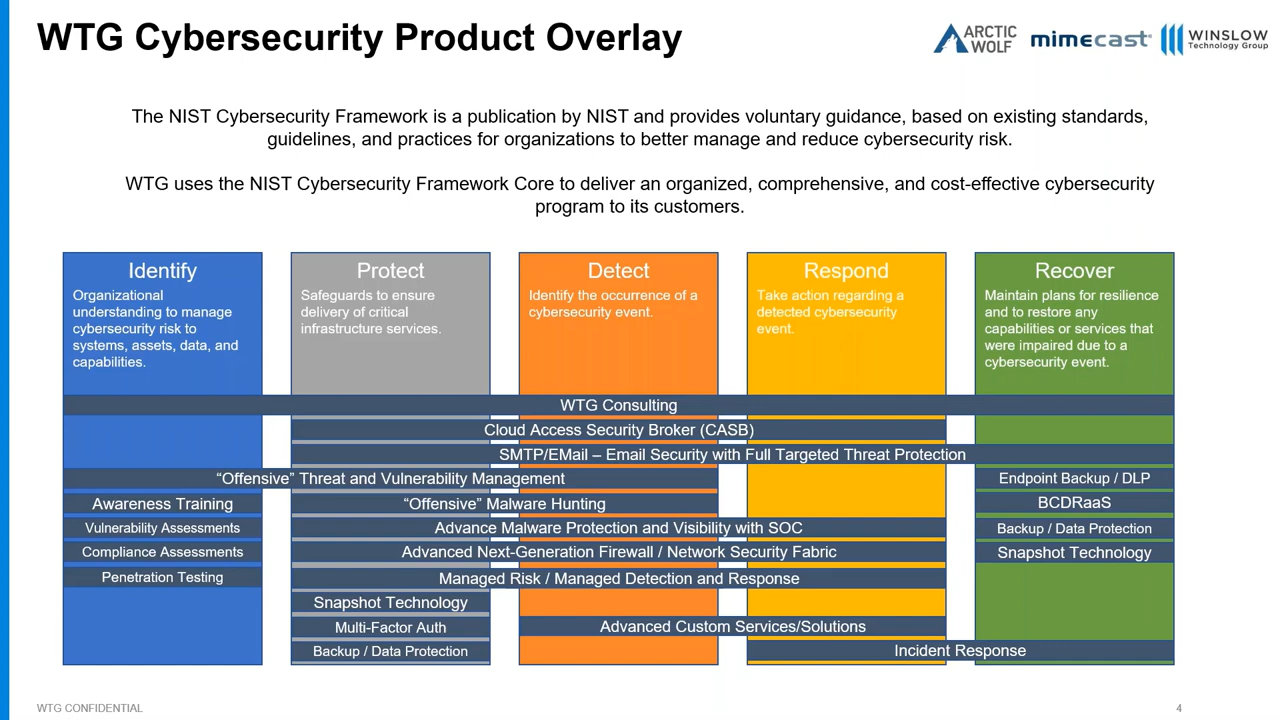 WTG Cybersecurity Product Overlay
ARCTIC
WOLF
mimecast
WINSLOW
Technology Group
The NIST Cybersecurity Framework is a publication by NIST and provides voluntary guidance, based on existing standards,
guidelines, and practices for organizations to better manage and reduce cybersecurity risk.
WTG uses the NIST Cybersecurity Framework Core to deliver an organized, comprehensive, and cost-effective cybersecurity
program to its customers.
Identify
Organizational
understanding to manage
cybersecurity risk to
systems, assets, data, and
capabilities.
Protect
Safeguards to ensure
delivery of critical
infrastructure services.
Detect
Identify the occurrence of a
cybersecurity event.
Respond
Take action regarding a
detected cybersecurity
event.
Recover
Maintain plans for resilience
and to restore any
capabilities or services that
were impaired due to a
cybersecurity event.
WTG Consulting
Cloud Access Security Broker (CASB)
SMTP/EMail – Email Security with Full Targeted Threat Protection
“Offensive” Threat and Vulnerability Management
Endpoint Backup / DLP
Awareness Training
“Offensive” Malware Hunting
BCDRaaS
Vulnerability Assessments
Advance Malware Protection and Visibility with SOC
Backup / Data Protection
Compliance Assessments
Advanced Next-Generation Firewall / Network Security Fabric
Snapshot Technology
Penetration Testing
Managed Risk / Managed Detection and Response
Snapshot Technology
Multi-Factor Auth
Advanced Custom Services/Solutions
Backup / Data Protection
Incident Response
WTG CONFIDENTIAL
4